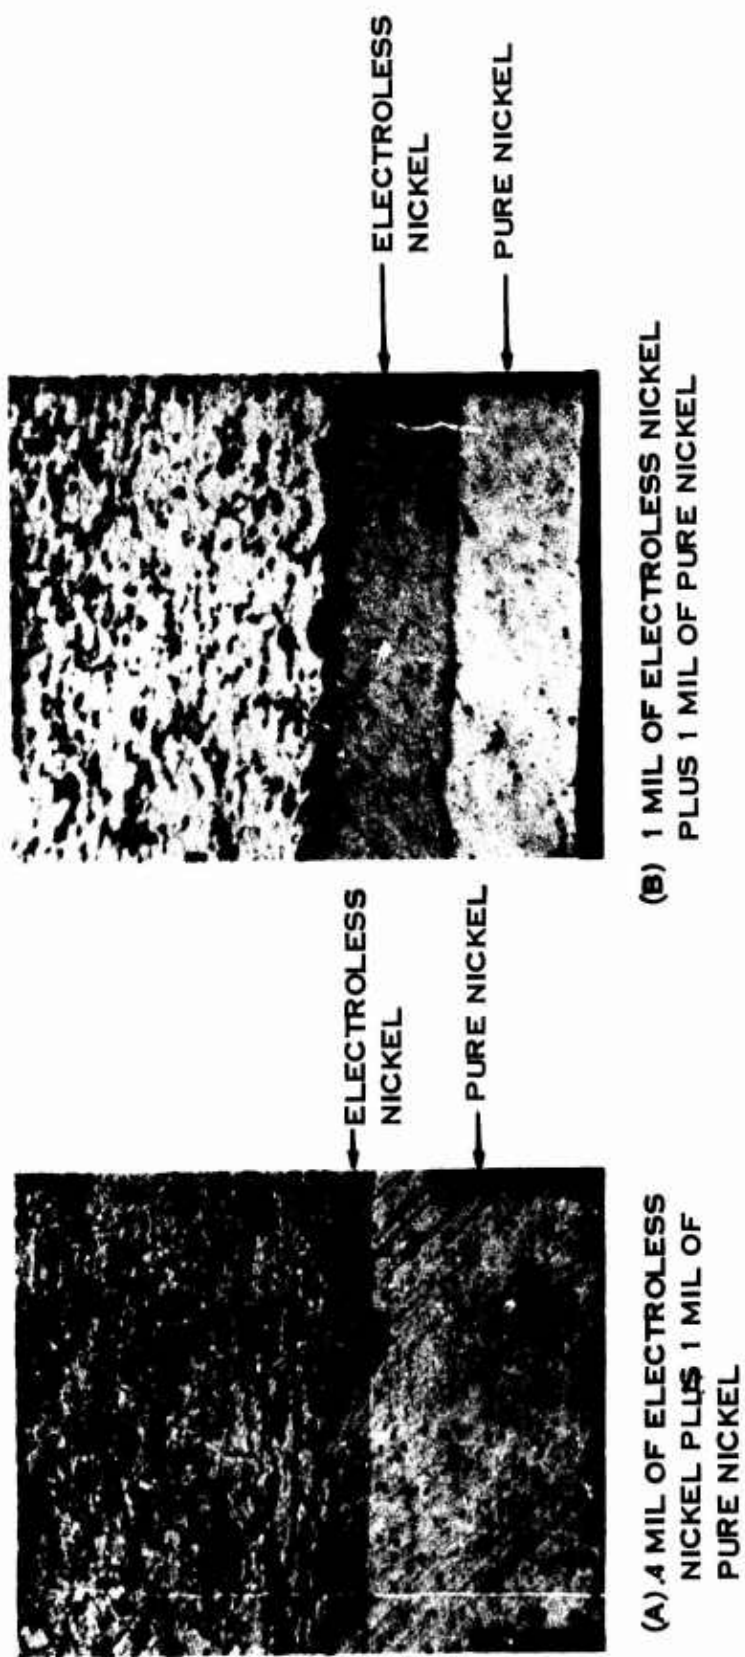 ELECTROLESS
NICKEL
PURE NICKEL
(A) .4 MIL OF ELECTROLESS
NICKEL PLUS 1 MIL OF
PURE NICKEL
ELECTROLESS
NICKEL
PURE NICKEL
(B) 1 MIL OF ELECTROLESS NICKEL
PLUS 1 MIL OF PURE NICKEL